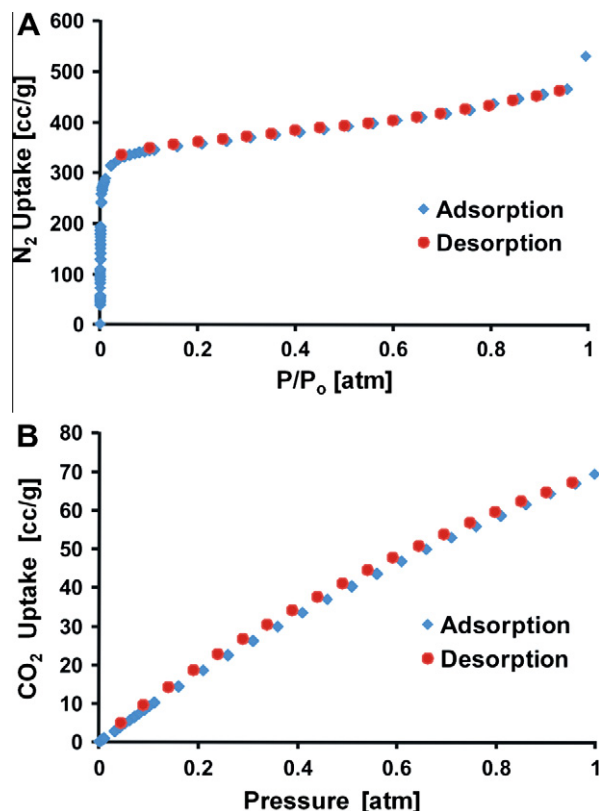 A
600
500
400
300
200
100
0
N₂ Uptake [cc/g]
Adsorption
Desorption
0 0.2 0.4 0.6 0.8 1
P/Pₒ [atm]
B
80
70
60
50
40
30
20
10
0
CO₂ Uptake [cc/g]
Adsorption
Desorption
0 0.2 0.4 0.6 0.8 1
Pressure [atm]